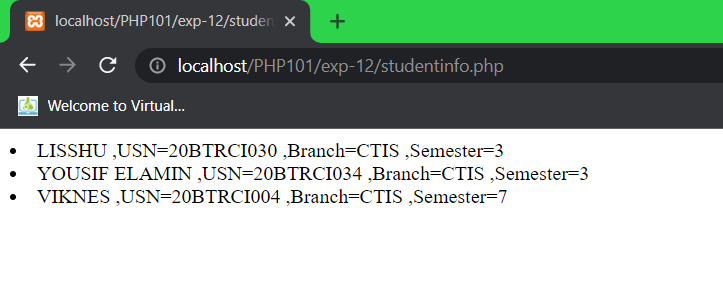 localhost/PHP101/exp-12/studen
localhost/PHP101/exp-12/studentinfo.php
Welcome to Virtual...
LISSHU ,USN=20BTRCI030 ,Branch=CTIS ,Semester=3
YOUSIF ELAMIN ,USN=20BTRCI034 ,Branch=CTIS ,Semester=3
VIKNES ,USN=20BTRCI004 ,Branch=CTIS ,Semester=7